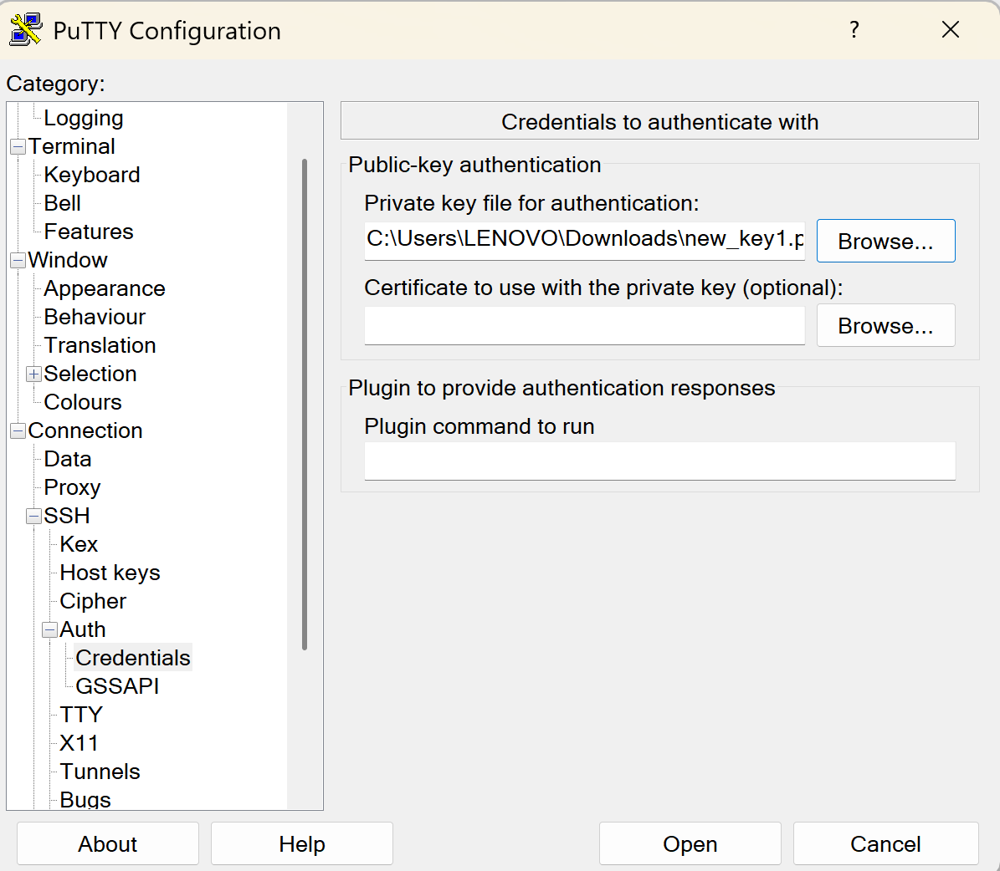 PuTTY Configuration
?
Category:
Logging
Terminal
Keyboard
Bell
Features
Window
Appearance
Behaviour
Translation
Selection
Colours
Connection
Data
Proxy
SSH
Kex
Host keys
Cipher
Auth
Credentials
GSSAPI
TTY
X11
Tunnels
Bugs
Credentials to authenticate with
Public-key authentication
Private key file for authentication:
C:\Users\LENOVO\Downloads\new_key1.p
Browse...
Certificate to use with the private key (optional):
Browse...
Plugin to provide authentication responses
Plugin command to run
About
Help
Open
Cancel